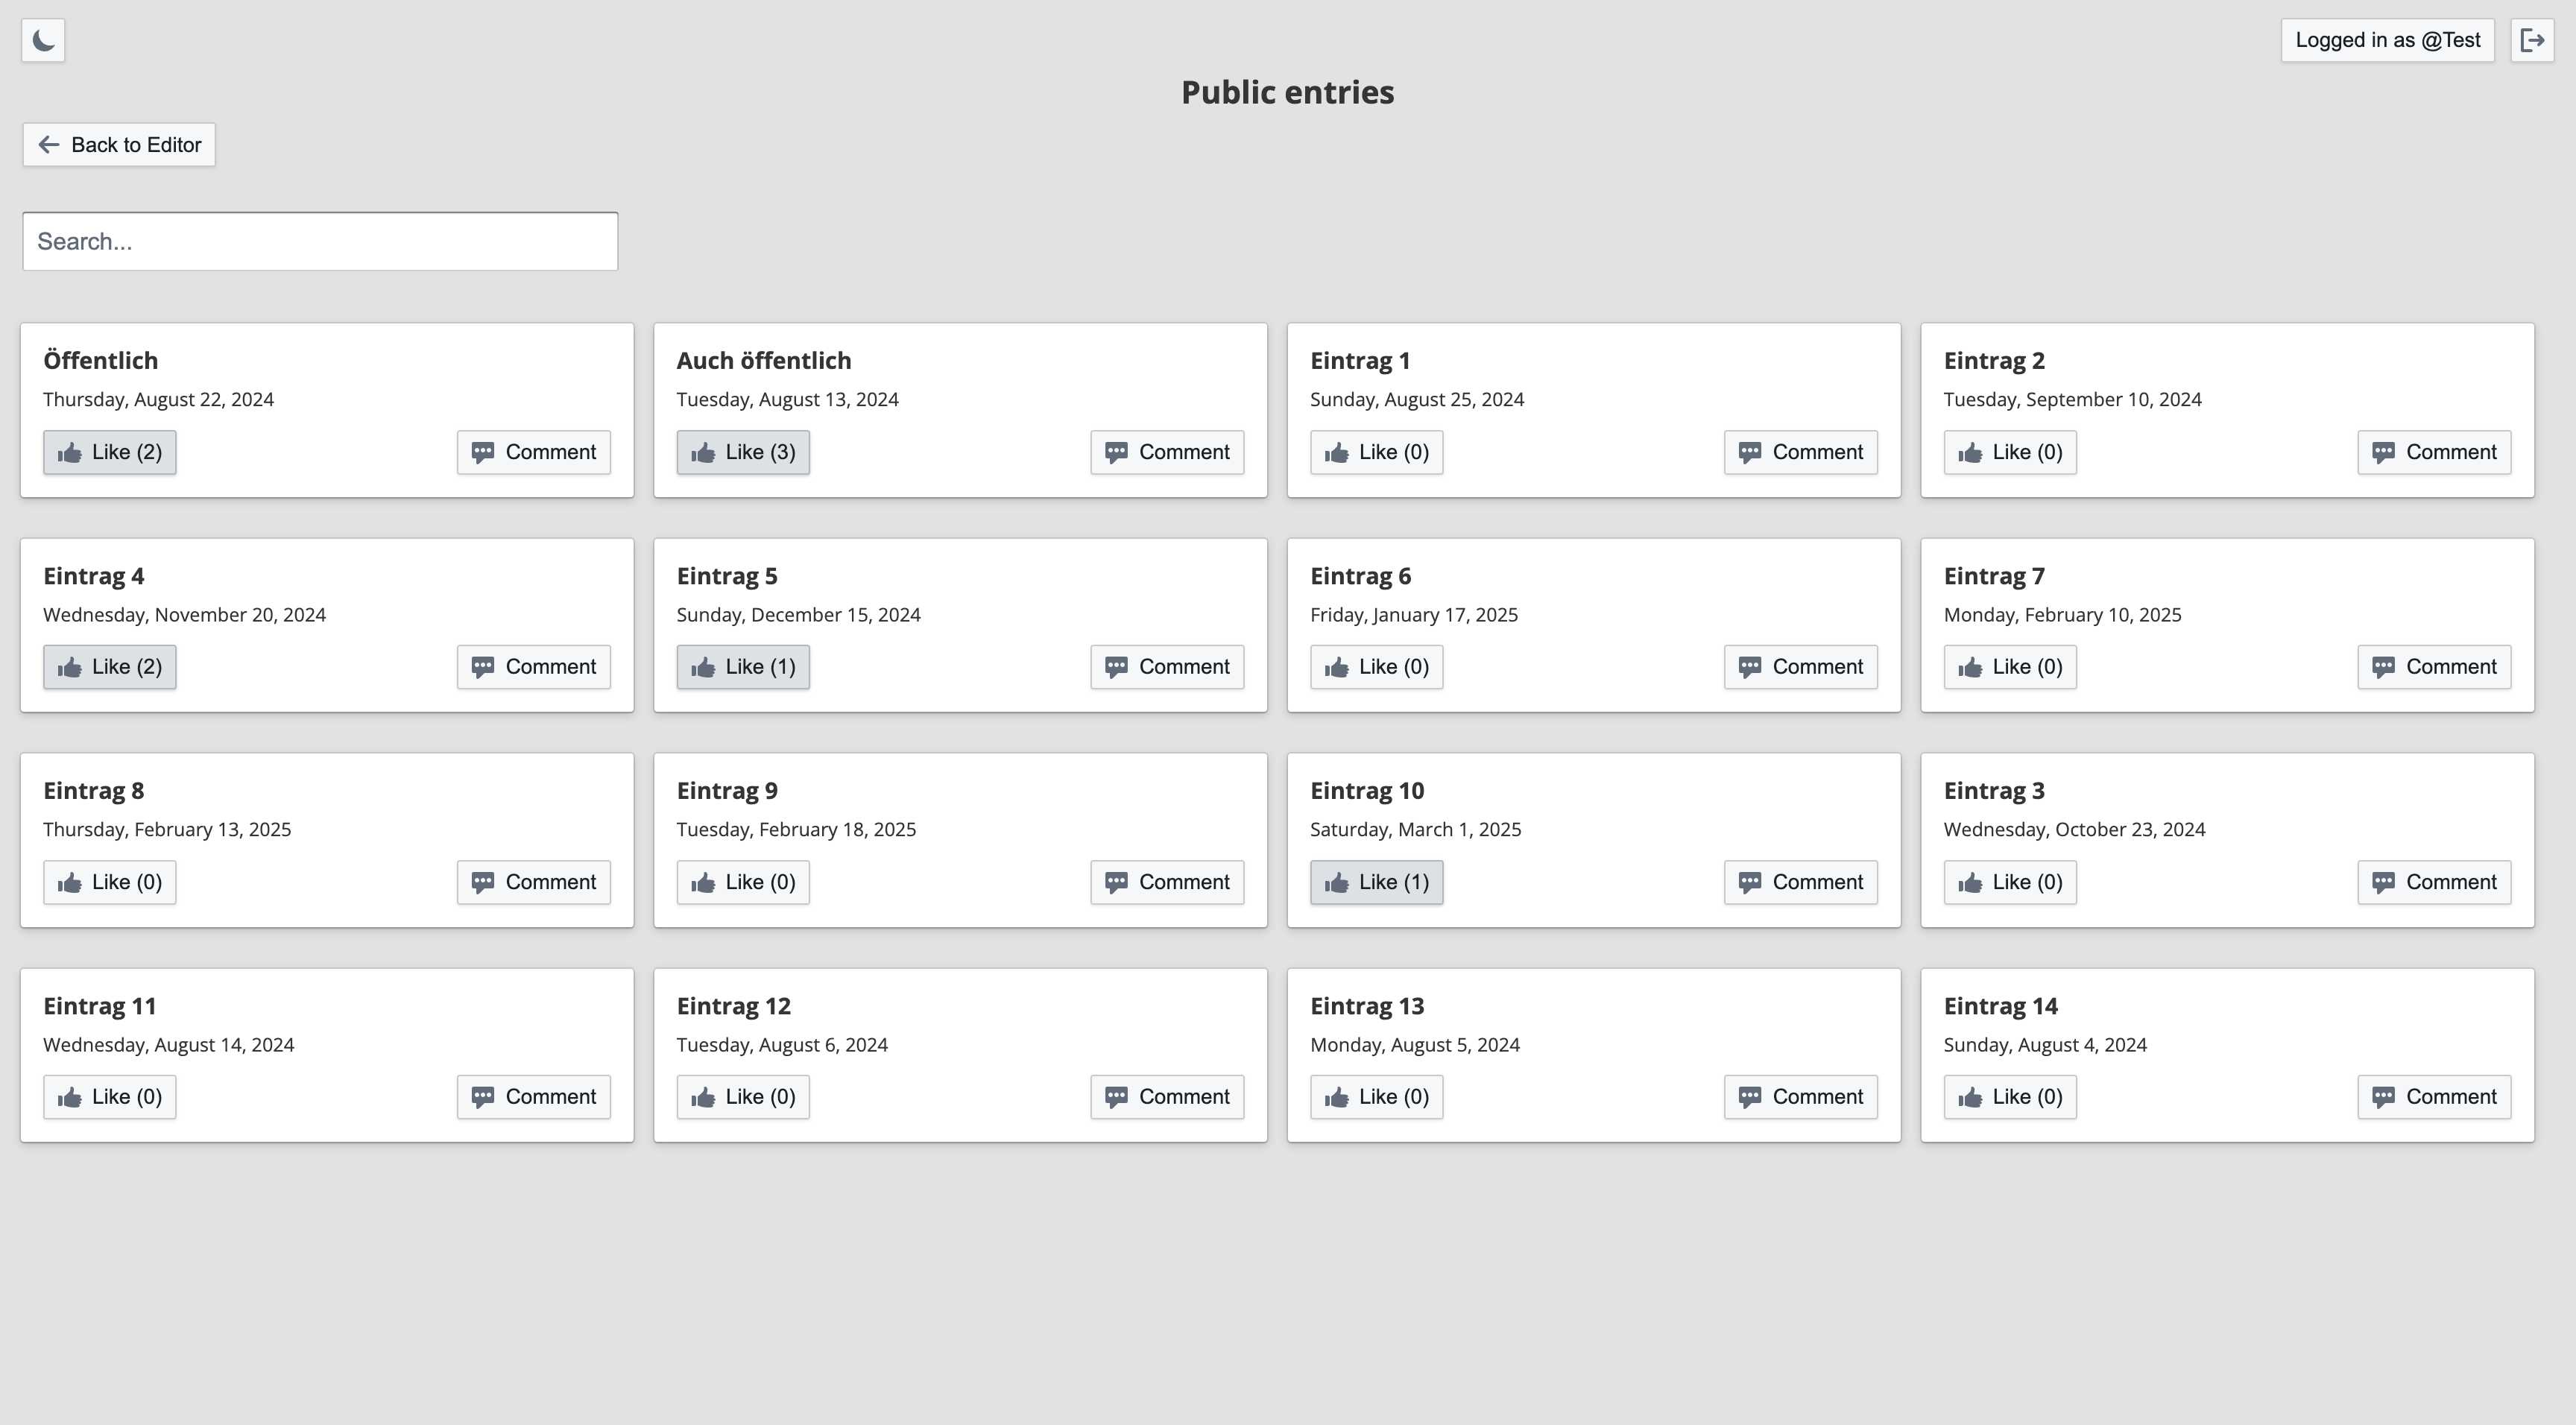 Logged in as @Test
Public entries
Back to Editor
Search...
Öffentlich
Thursday, August 22, 2024
Like (2)
Comment
Auch öffentlich
Tuesday, August 13, 2024
Like (3)
Comment
Eintrag 1
Sunday, August 25, 2024
Like (0)
Comment
Eintrag 2
Tuesday, September 10, 2024
Like (0)
Comment
Eintrag 4
Wednesday, November 20, 2024
Like (2)
Comment
Eintrag 5
Sunday, December 15, 2024
Like (1)
Comment
Eintrag 6
Friday, January 17, 2025
Like (0)
Comment
Eintrag 7
Monday, February 10, 2025
Like (0)
Comment
Eintrag 8
Thursday, February 13, 2025
Like (0)
Comment
Eintrag 9
Tuesday, February 18, 2025
Like (0)
Comment
Eintrag 10
Saturday, March 1, 2025
Like (1)
Comment
Eintrag 3
Wednesday, October 23, 2024
Like (0)
Comment
Eintrag 11
Wednesday, August 14, 2024
Like (0)
Comment
Eintrag 12
Tuesday, August 6, 2024
Like (0)
Comment
Eintrag 13
Monday, August 5, 2024
Like (0)
Comment
Eintrag 14
Sunday, August 4, 2024
Like (0)
Comment